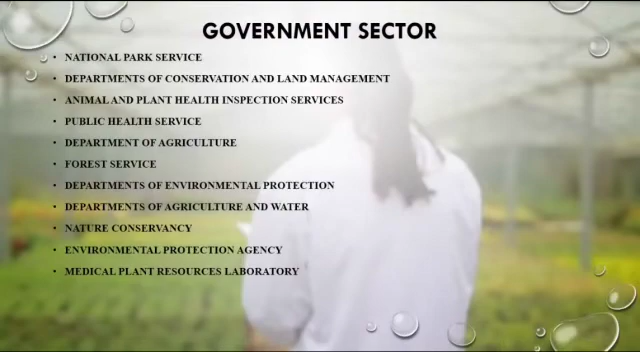 GOVERNMENT SECTOR
• NATIONAL PARK SERVICE
• DEPARTMENTS OF CONSERVATION AND LAND MANAGEMENT
• ANIMAL AND PLANT HEALTH INSPECTION SERVICES
• PUBLIC HEALTH SERVICE
• DEPARTMENT OF AGRICULTURE
• FOREST SERVICE
• DEPARTMENTS OF ENVIRONMENTAL PROTECTION
• DEPARTMENTS OF AGRICULTURE AND WATER
• NATURE CONSERVANCY
• ENVIRONMENTAL PROTECTION AGENCY
• MEDICAL PLANT RESOURCES LABORATORY